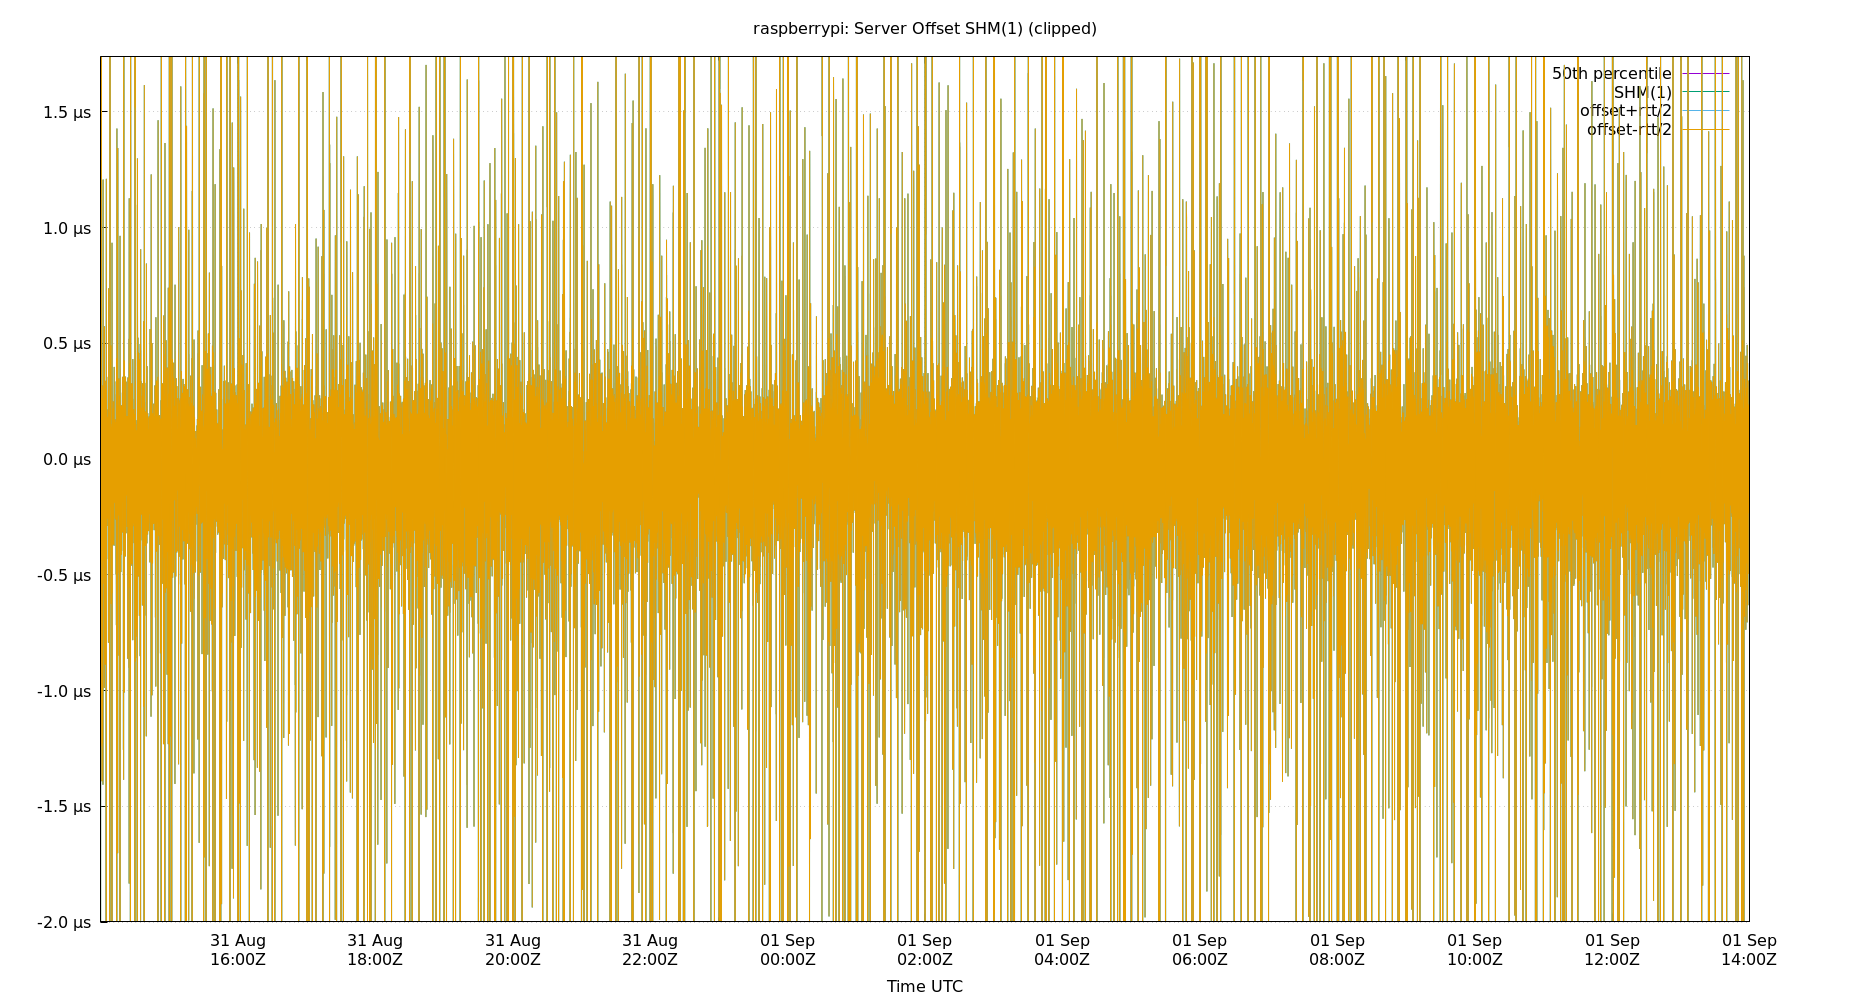 raspberrypi: Server Offset SHM(1) (clipped)
50th percentile
SHM(1)
offset+rtt/2
offset-rtt/2
1.5 µs
1.0 µs
0.5 µs
0.0 µs
-0.5 µs
-1.0 µs
-1.5 µs
-2.0 µs
31 Aug 31 Aug 31 Aug 31 Aug 01 Sep 01 Sep 01 Sep 01 Sep 01 Sep 01 Sep 01 Sep 01 Sep
16:00Z 18:00Z 20:00Z 22:00Z 00:00Z 02:00Z 04:00Z 06:00Z 08:00Z 10:00Z 12:00Z 14:00Z
Time UTC